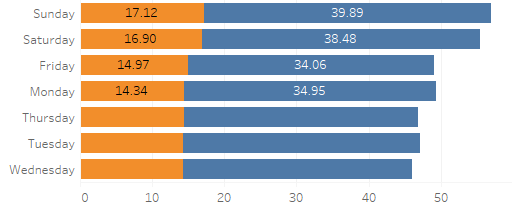 Sunday 17.12 39.89
Saturday 16.90 38.48
Friday 14.97 34.06
Monday 14.34 34.95
Thursday
Tuesday
Wednesday
0 10 20 30 40 50